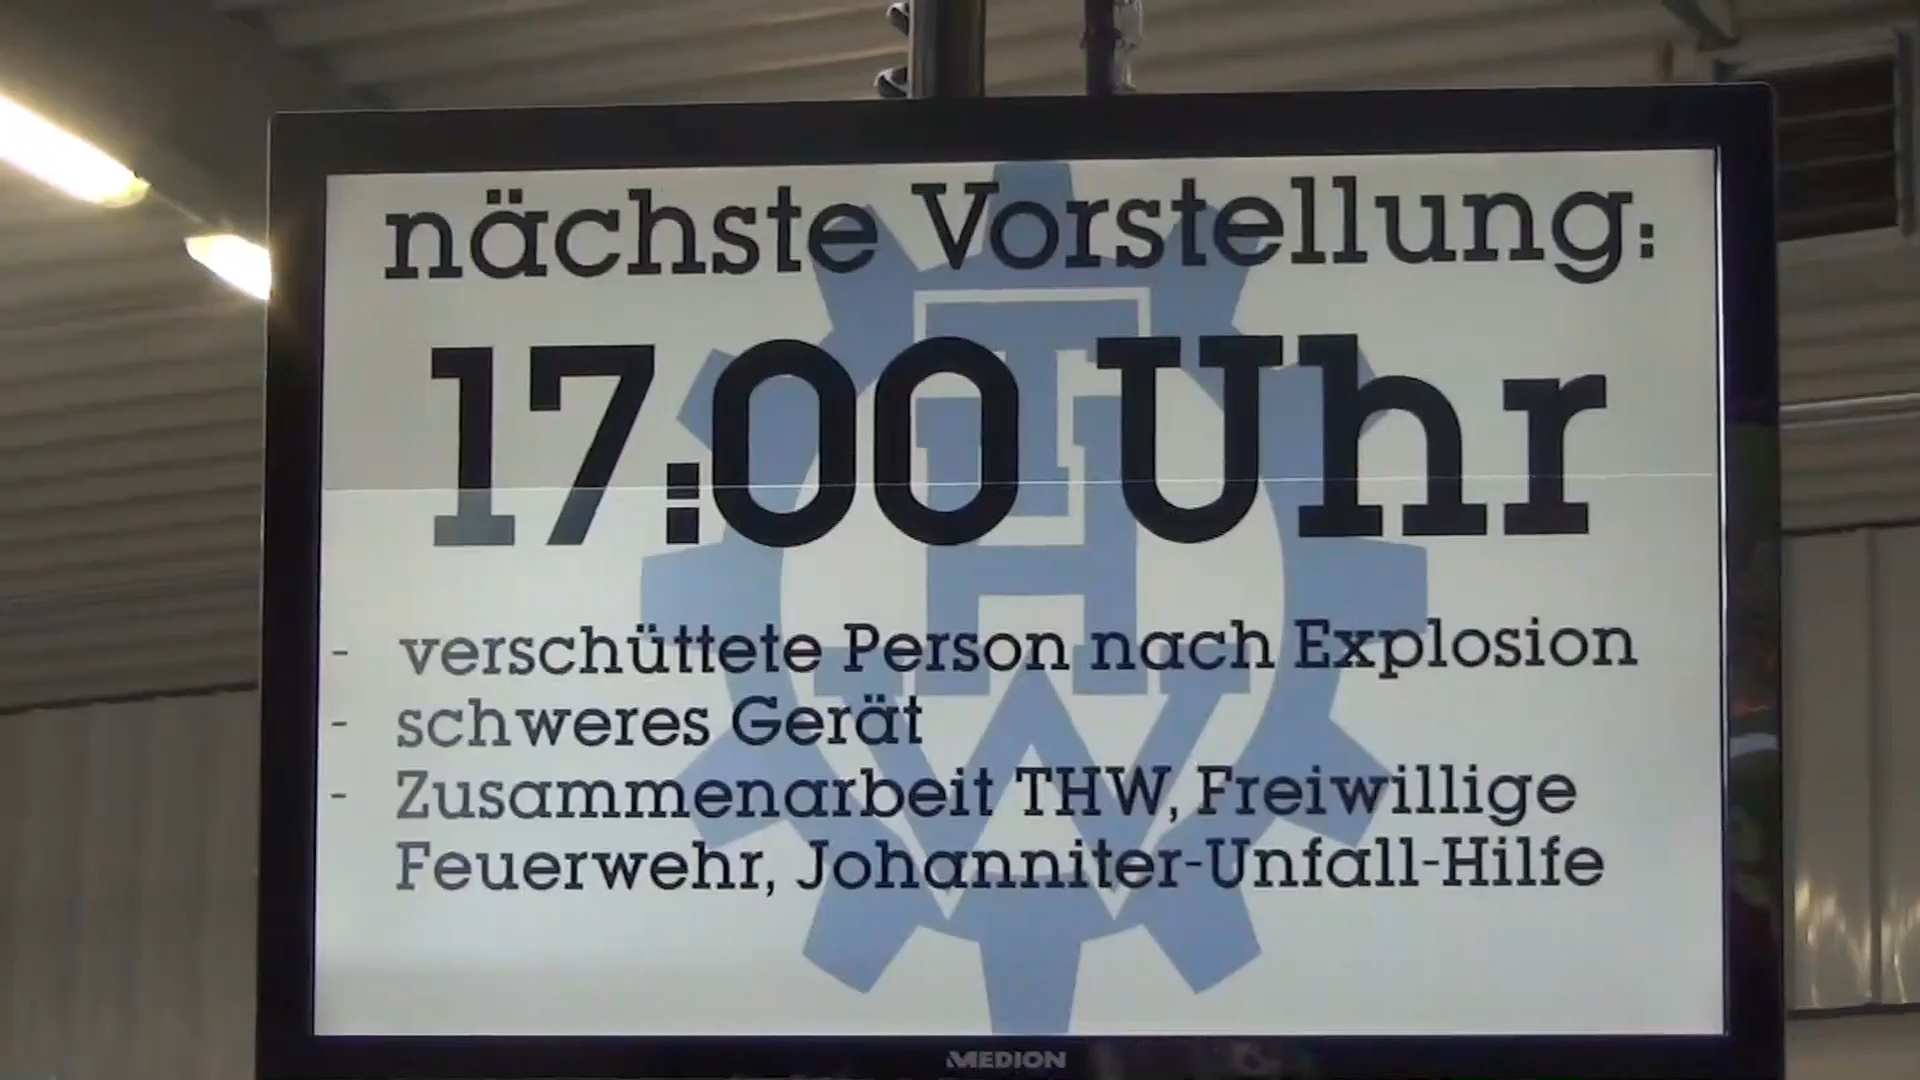 nächste Vorstellung:
17:00 Uhr
- verschüttete Person nach Explosion
- schweres Gerät
- Zusammenarbeit THW, Freiwillige
Feuerwehr, Johanniter-Unfall-Hilfe
THW
MEDION